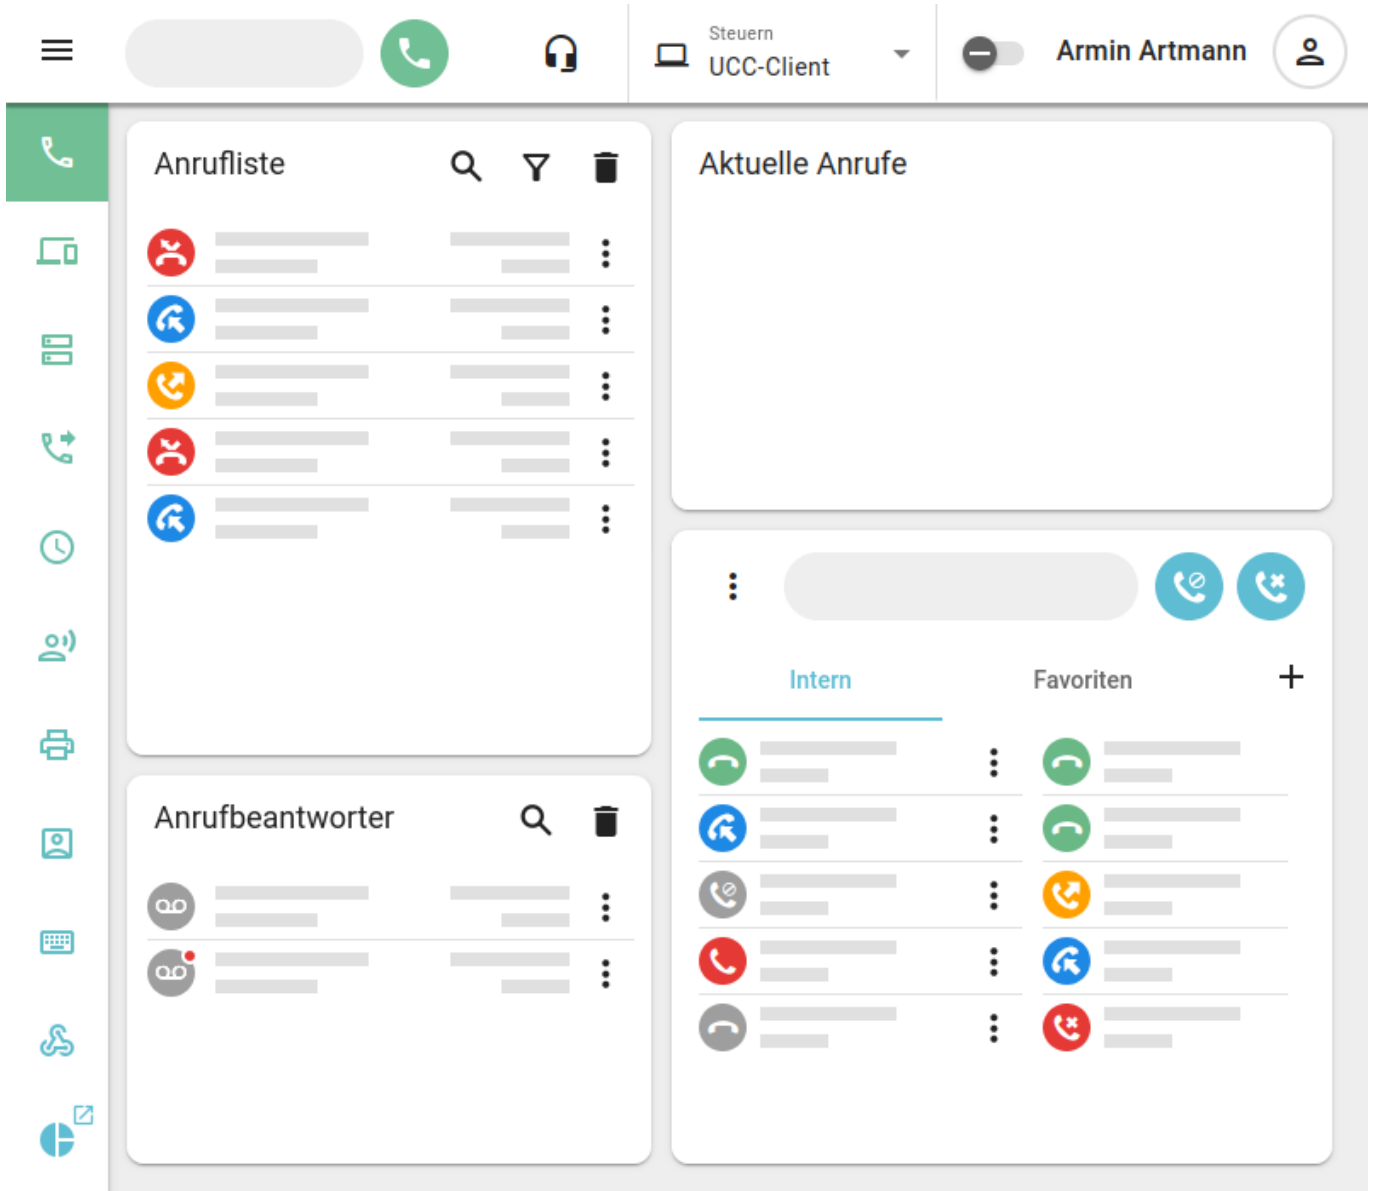 Steuern
UCC-Client
Armin Artmann
Anrufliste
Aktuelle Anrufe
Intern
Favoriten
Anrufbeantworter